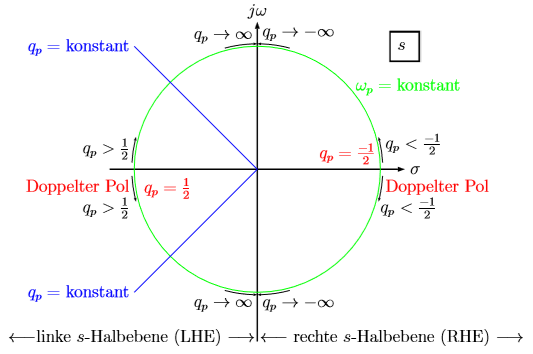 jω
q_p → ∞ q_p → −∞
q_p = konstant
s
ω_p = konstant
q_p > 1/2
q_p = −1/2
q_p < −1/2
σ
Doppelter Pol q_p = 1/2
Doppelter Pol
q_p > 1/2
q_p < −1/2
q_p = konstant
q_p → ∞ q_p → −∞
← linke s-Halbebene (LHE) → ← rechte s-Halbebene (RHE) →